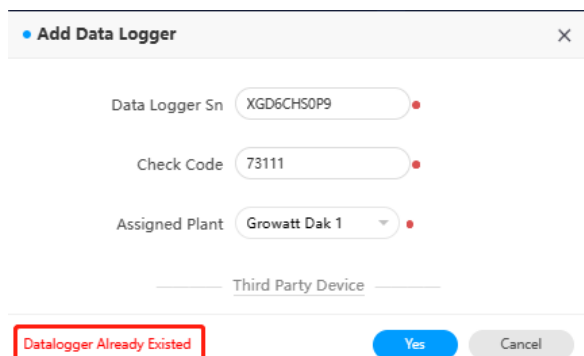 Add Data Logger
Data Logger Sn XGD6CHS0P9
Check Code 73111
Assigned Plant Growatt Dak 1
Third Party Device
Datalogger Already Existed Yes Cancel